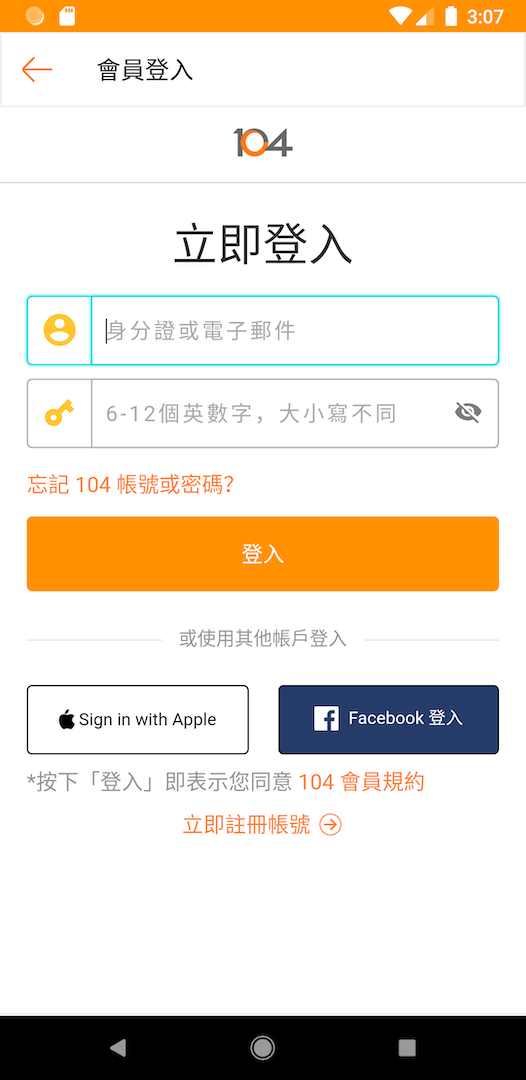 3:07
會員登入
104
立即登入
身分證或電子郵件
6-12個英數字，大小寫不同
忘記 104 帳號或密碼？
登入
或使用其他帳戶登入
Sign in with Apple
Facebook 登入
*按下「登入」即表示您同意 104 會員規約
立即註冊帳號